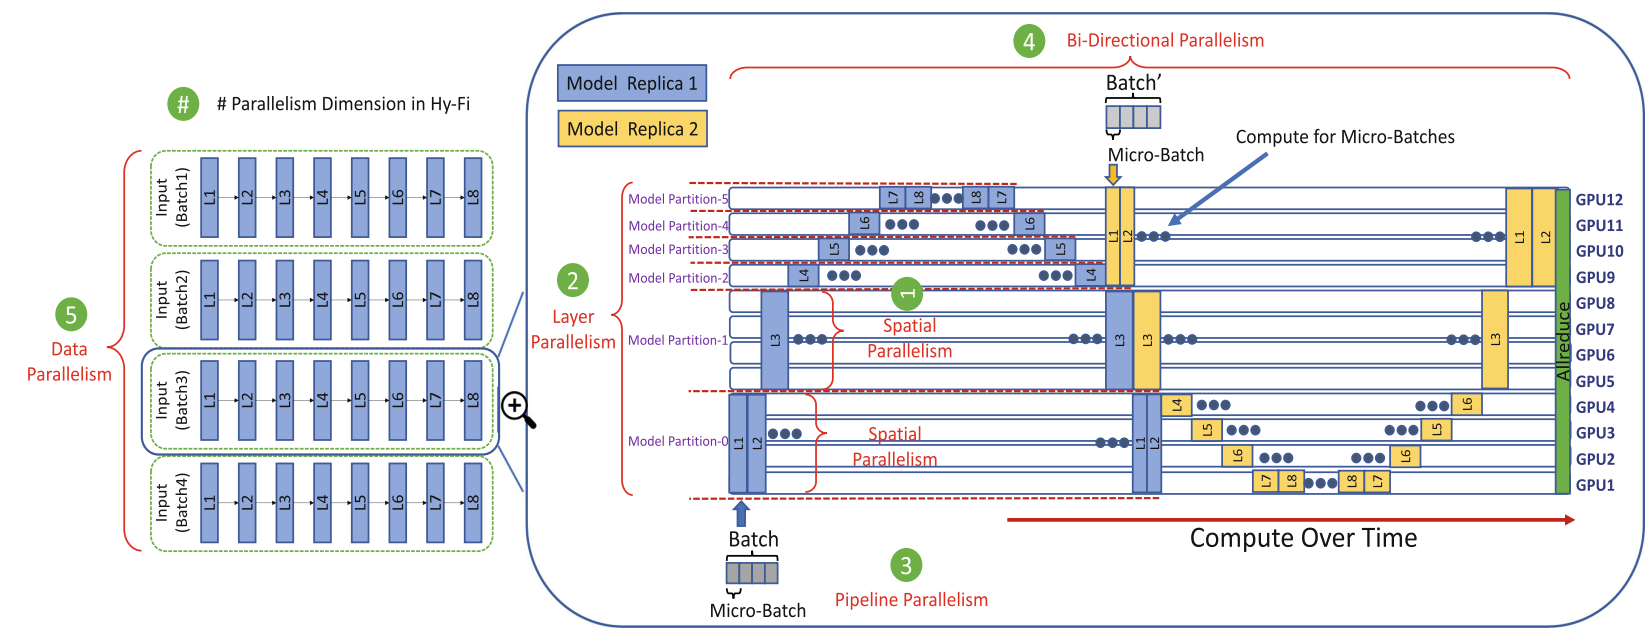 4 Bi-Directional Parallelism
Model Replica 1
Model Replica 2
Batch’
Micro-Batch
Compute for Micro-Batches
# # Parallelism Dimension in Hy-Fi
5
Data
Parallelism
Input
(Batch1)
L1 L2 L3 L4 L5 L6 L7 L8
Input
(Batch2)
L1 L2 L3 L4 L5 L6 L7 L8
Input
(Batch3)
L1 L2 L3 L4 L5 L6 L7 L8
Input
(Batch4)
L1 L2 L3 L4 L5 L6 L7 L8
2
Layer
Parallelism
Model Partition-5 L7 L8 L8 L7 GPU12
Model Partition-4 L6 L6 L1 L2 L1 L2 GPU11
Model Partition-3 L5 L5 GPU10
Model Partition-2 L4 L4 GPU9
1
Spatial
Parallelism
GPU8
GPU7
Model Partition-1 L3 L3 L3 L3
GPU6
GPU5
Allreduce
L4 L6 GPU4
L5 L5 GPU3
Model Partition-0 L1 L2 L1 L2
Spatial
Parallelism
L6 L6 GPU2
L7 L8 L8 L7 GPU1
Compute Over Time
Batch
Micro-Batch
3
Pipeline Parallelism